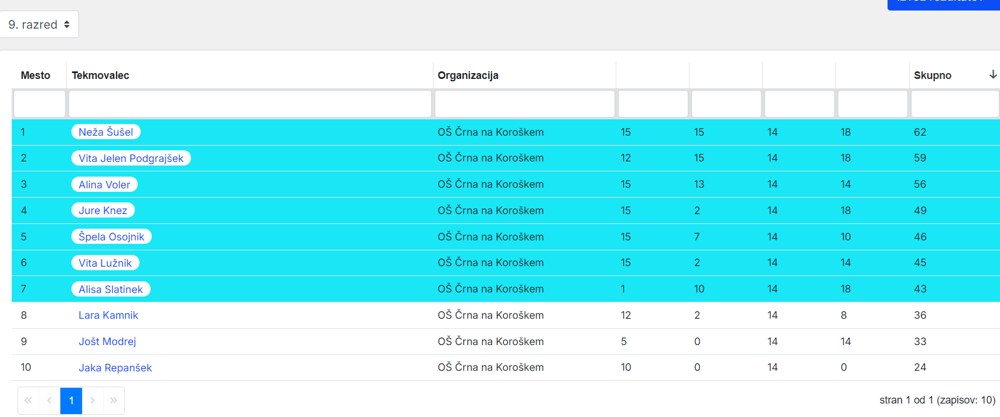 9. razred
Mesto Tekmovalec Organizacija Skupno
1 Neža Šušel OŠ Črna na Koroškem 15 15 14 18 62
2 Vita Jelen Podgrajšek OŠ Črna na Koroškem 12 15 14 18 59
3 Alina Voler OŠ Črna na Koroškem 15 13 14 14 56
4 Jure Knez OŠ Črna na Koroškem 15 2 14 18 49
5 Špela Osojnik OŠ Črna na Koroškem 15 7 14 10 46
6 Vita Lužnik OŠ Črna na Koroškem 15 2 14 14 45
7 Alisa Slatinek OŠ Črna na Koroškem 1 10 14 18 43
8 Lara Kamnik OŠ Črna na Koroškem 12 2 14 8 36
9 Jošt Modrej OŠ Črna na Koroškem 5 0 14 14 33
10 Jaka Repanšek OŠ Črna na Koroškem 10 0 14 0 24
« ‹ 1 › » stran 1 od 1 (zapisov: 10)